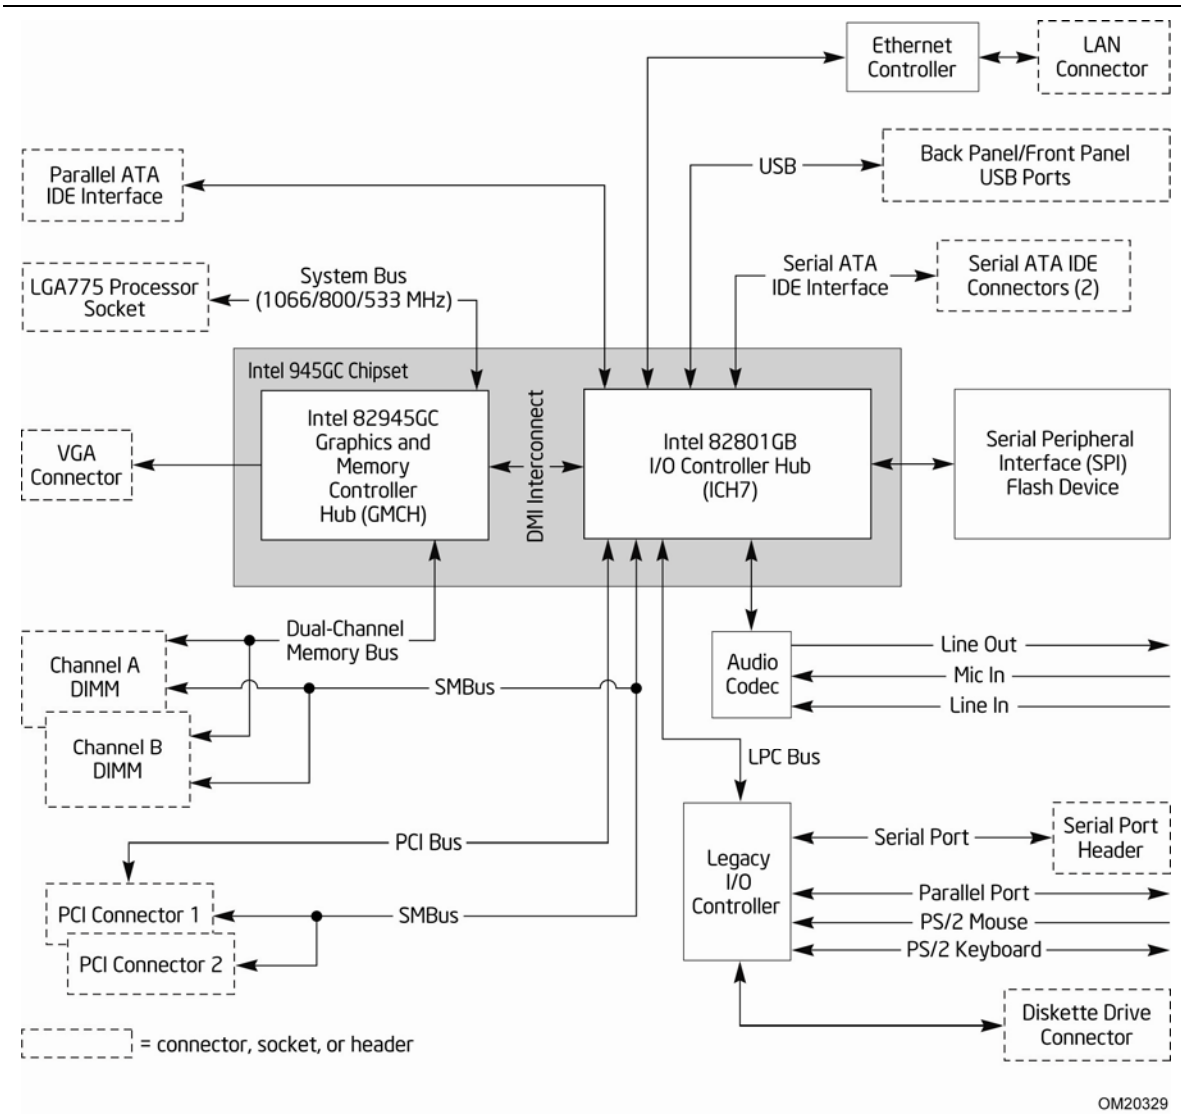 Ethernet
Controller
LAN
Connector
Parallel ATA
IDE Interface
USB
Back Panel/Front Panel
USB Ports
LGA775 Processor
Socket
System Bus
(1066/800/533 MHz)
Serial ATA
IDE Interface
Serial ATA IDE
Connectors (2)
Intel 945GC Chipset
Intel 82945GC
Graphics and
Memory
Controller
Hub (GMCH)
DMI Interconnect
Intel 82801GB
I/O Controller Hub
(ICH7)
Serial Peripheral
Interface (SPI)
Flash Device
VGA
Connector
Dual-Channel
Memory Bus
Channel A
DIMM
SMBus
Channel B
DIMM
Audio
Codec
Line Out
Mic In
Line In
LPC Bus
PCI Bus
PCI Connector 1
SMBus
PCI Connector 2
Legacy
I/O
Controller
Serial Port
Serial Port
Header
Parallel Port
PS/2 Mouse
PS/2 Keyboard
Diskette Drive
Connector
= connector, socket, or header
OM20329